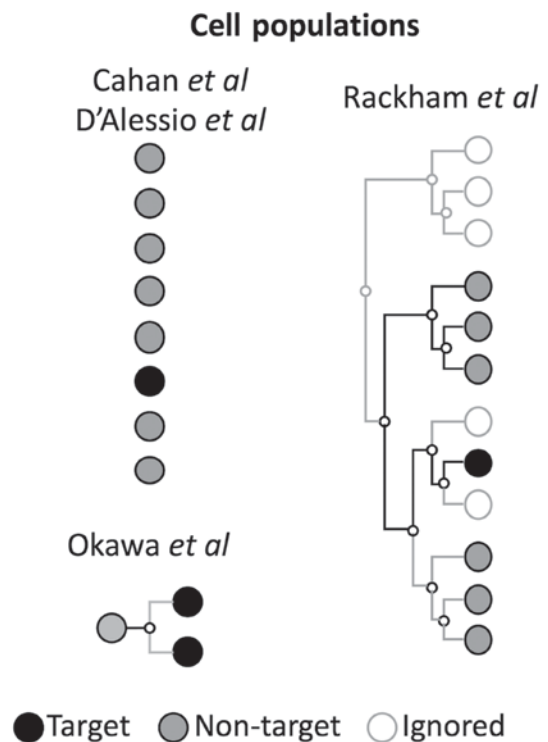 Cell populations
Cahan et al
D'Alessio et al
Rackham et al
Okawa et al
Target Non-target Ignored